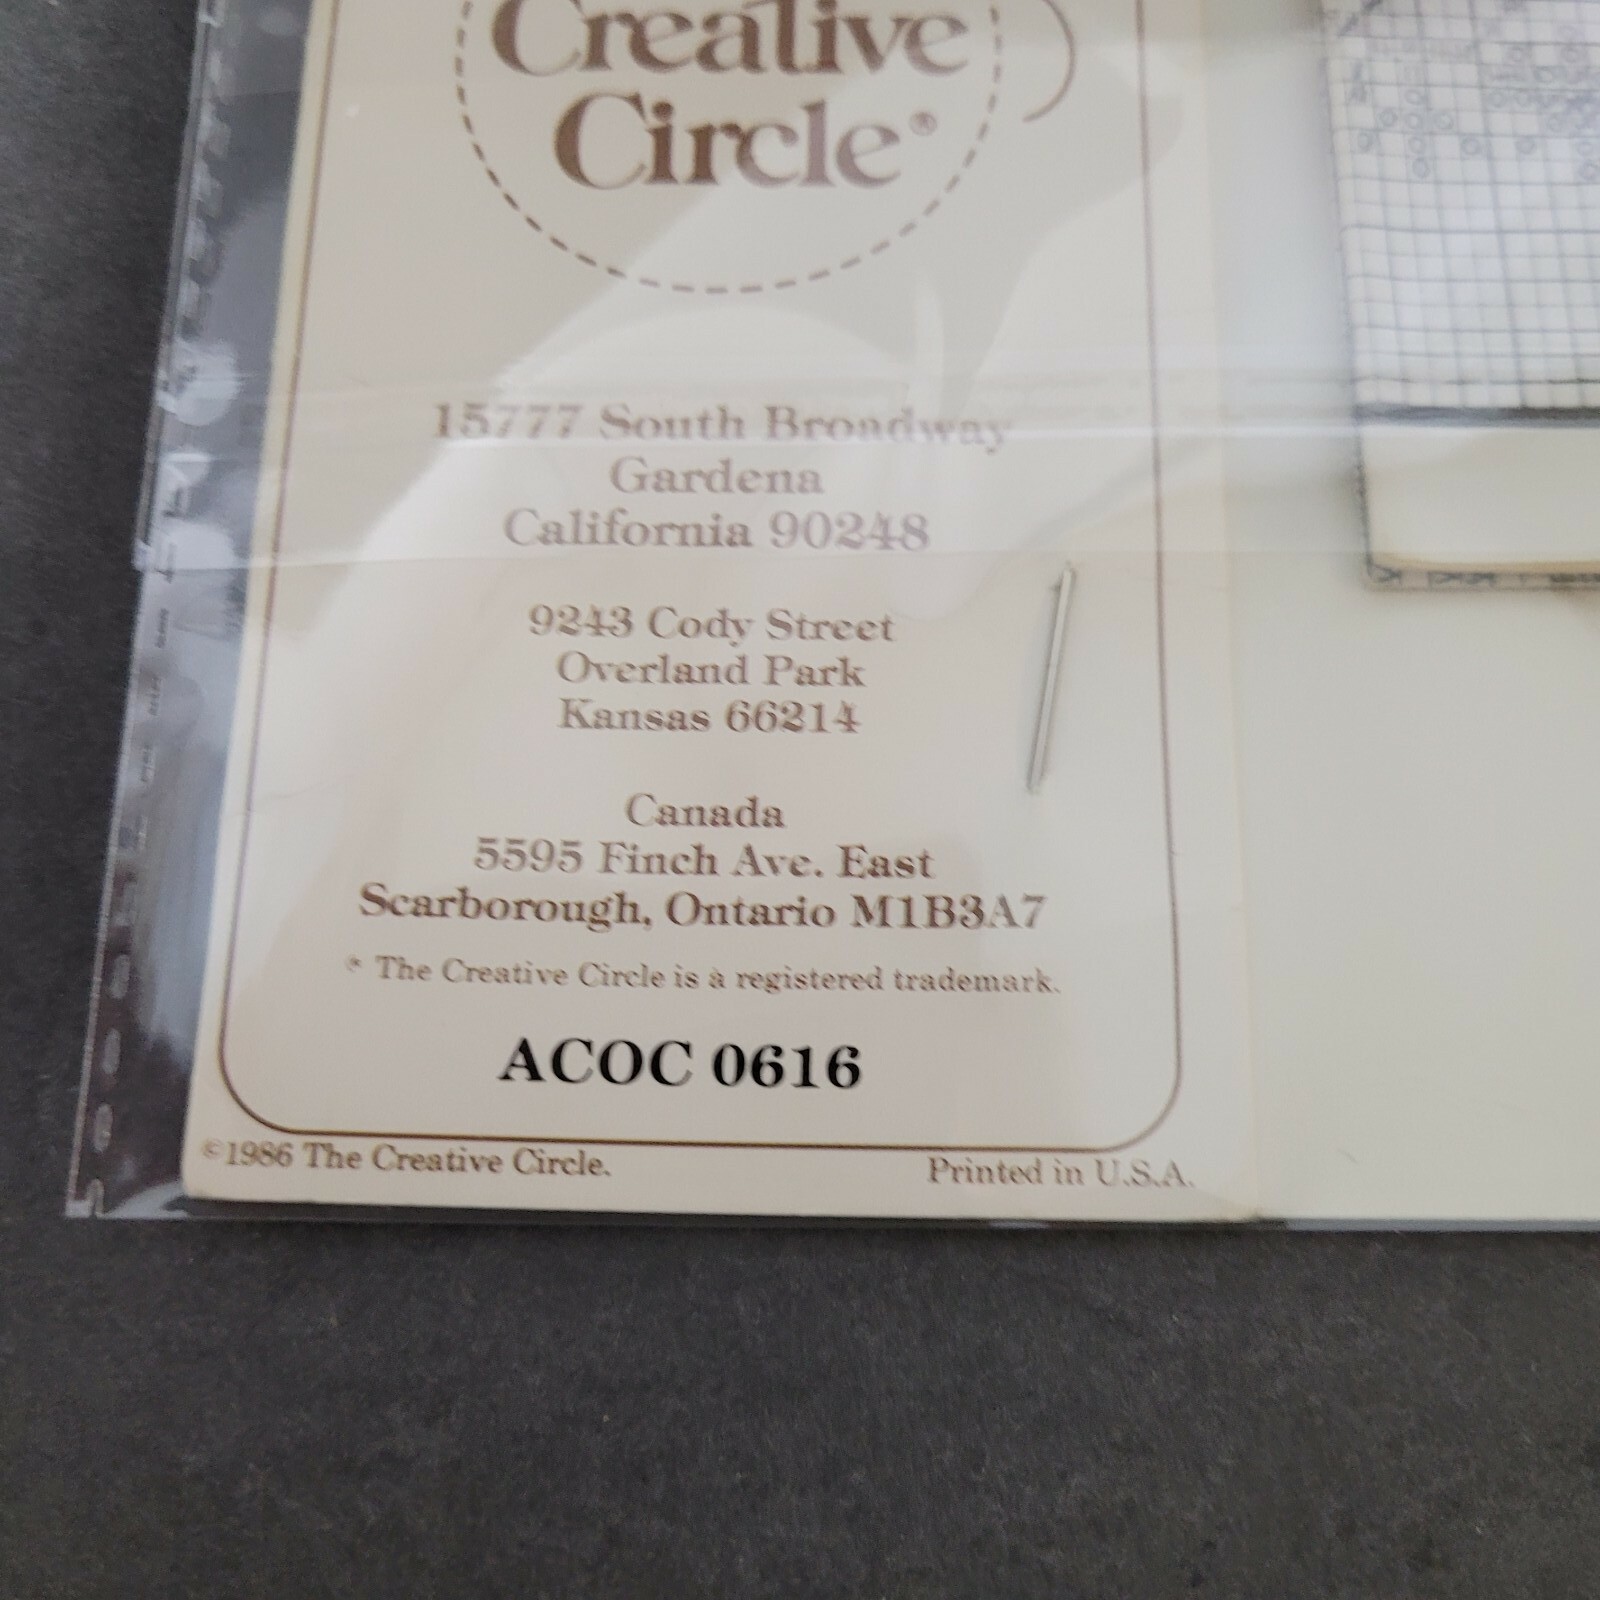 Creative
Circle®
15777 South Broadway
Gardena
California 90248
9243 Cody Street
Overland Park
Kansas 66214
Canada
5595 Finch Ave. East
Scarborough, Ontario M1B3A7
® The Creative Circle is a registered trademark.
ACOC 0616
©1986 The Creative Circle.
Printed in U.S.A.